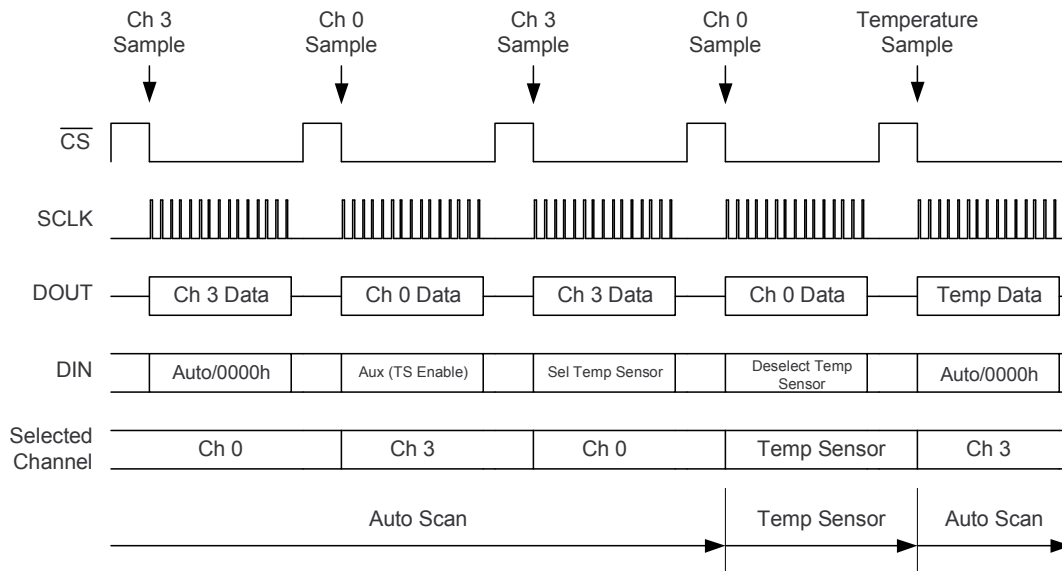 Ch 3 Sample
Ch 0 Sample
Ch 3 Sample
Ch 0 Sample
Temperature Sample
CS
SCLK
DOUT
Ch 3 Data
Ch 0 Data
Ch 3 Data
Ch 0 Data
Temp Data
DIN
Auto/0000h
Aux (TS Enable)
Sel Temp Sensor
Deselect Temp Sensor
Auto/0000h
Selected Channel
Ch 0
Ch 3
Ch 0
Temp Sensor
Ch 3
Auto Scan
Temp Sensor
Auto Scan